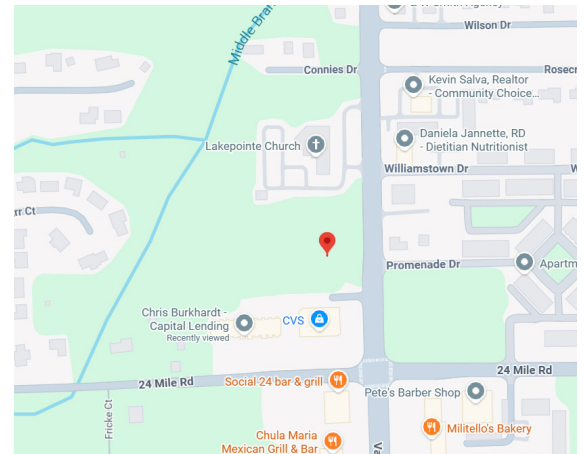 Wilson Dr
Middle Bran
Connies Dr
Rosecr
Kevin Salva, Realtor
- Community Choice...
Lakepointe Church
Daniela Jannette, RD
- Dietitian Nutritionist
Williamstown Dr
W
Promenade Dr
Apartm
Chris Burkhardt -
Capital Lending
Recently viewed
CVS
24 Mile Rd
24 Mile Rd
Social 24 bar & grill
Pete's Barber Shop
Fricke Ct
Militello's Bakery
Chula Maria
Mexican Grill & Bar
Va